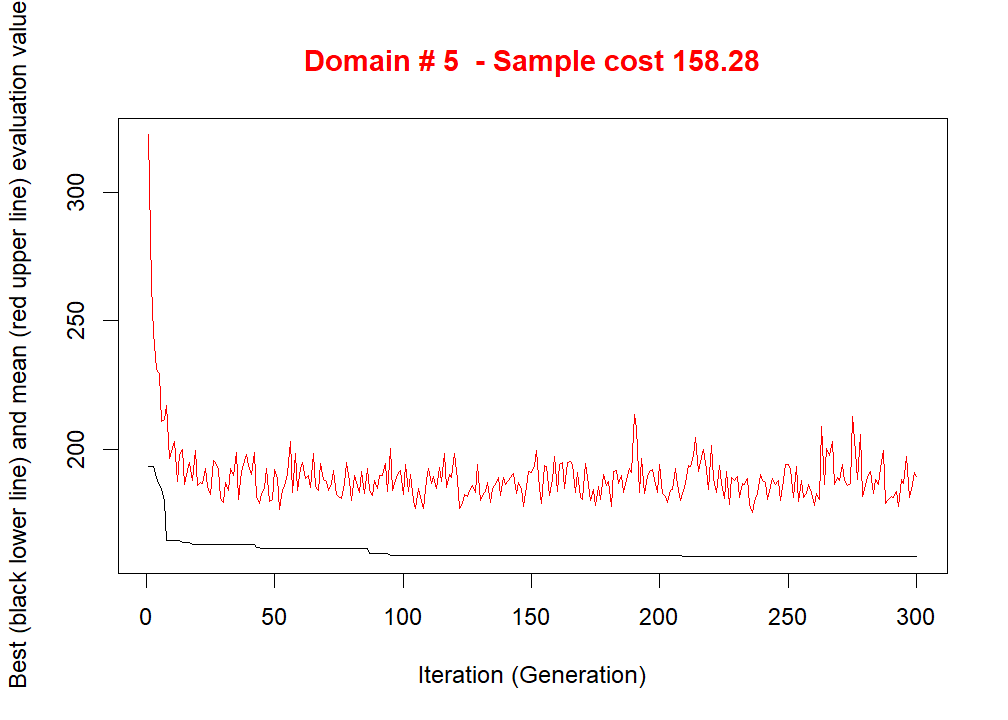 Domain # 5  - Sample cost 158.28
Best (black lower line) and mean (red upper line) evaluation value
300
250
200
0 50 100 150 200 250 300
Iteration (Generation)